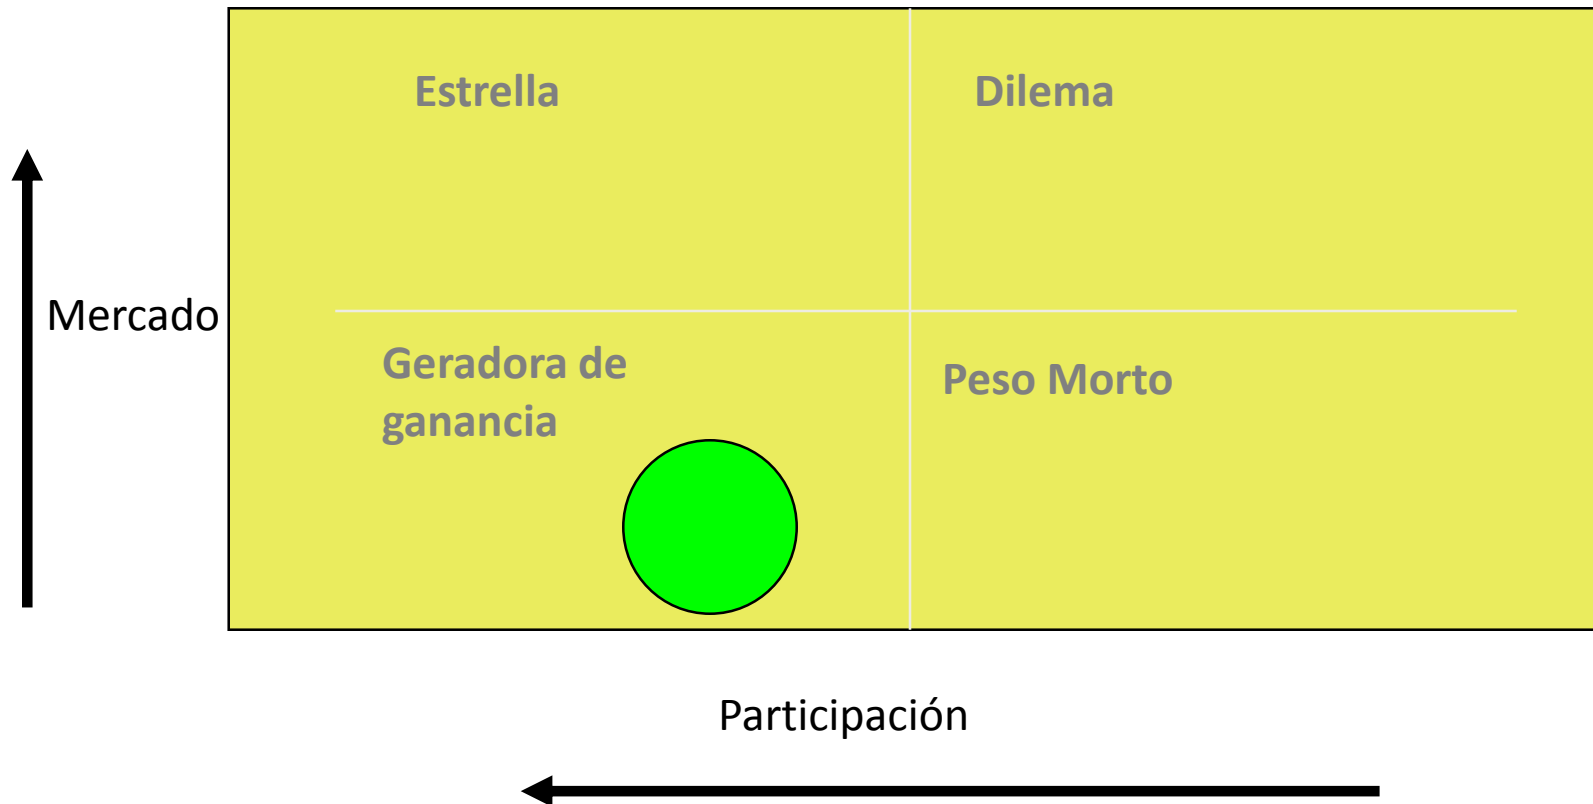 Estrella
Dilema
Mercado
Geradora de
ganancia
Peso Morto
Participación